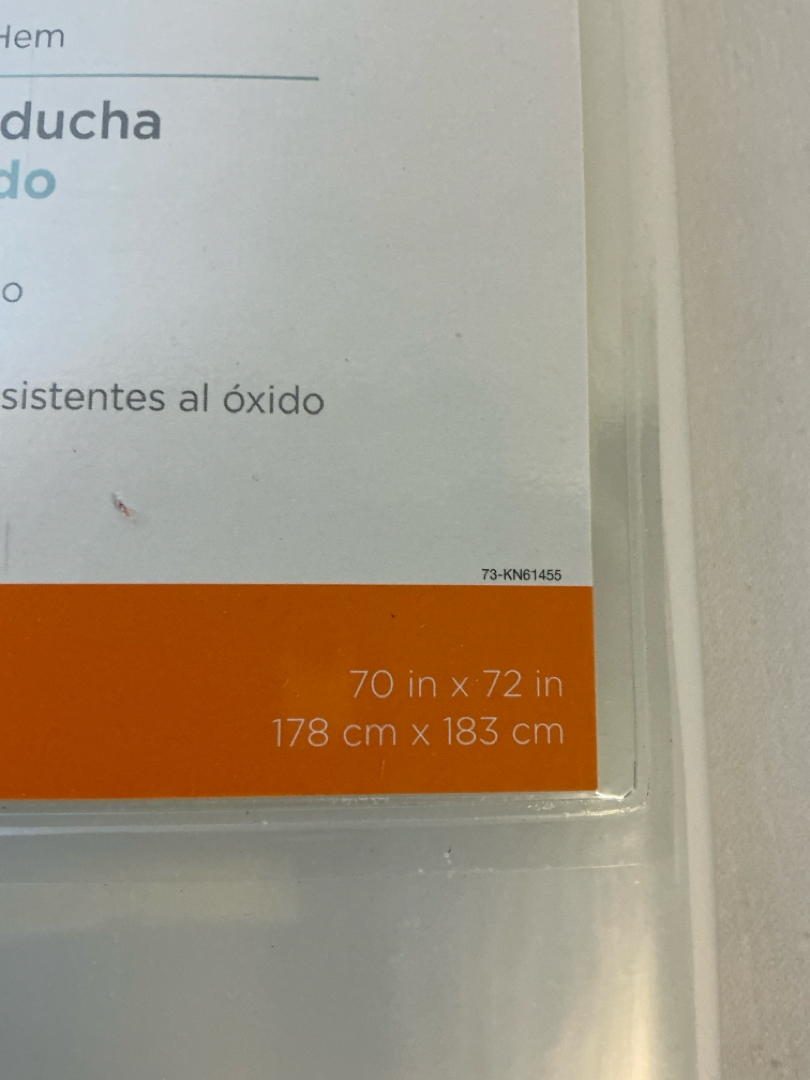 Hem
ducha
do
o
sistentes al óxido
73-KN61455
70 in x 72 in
178 cm x 183 cm